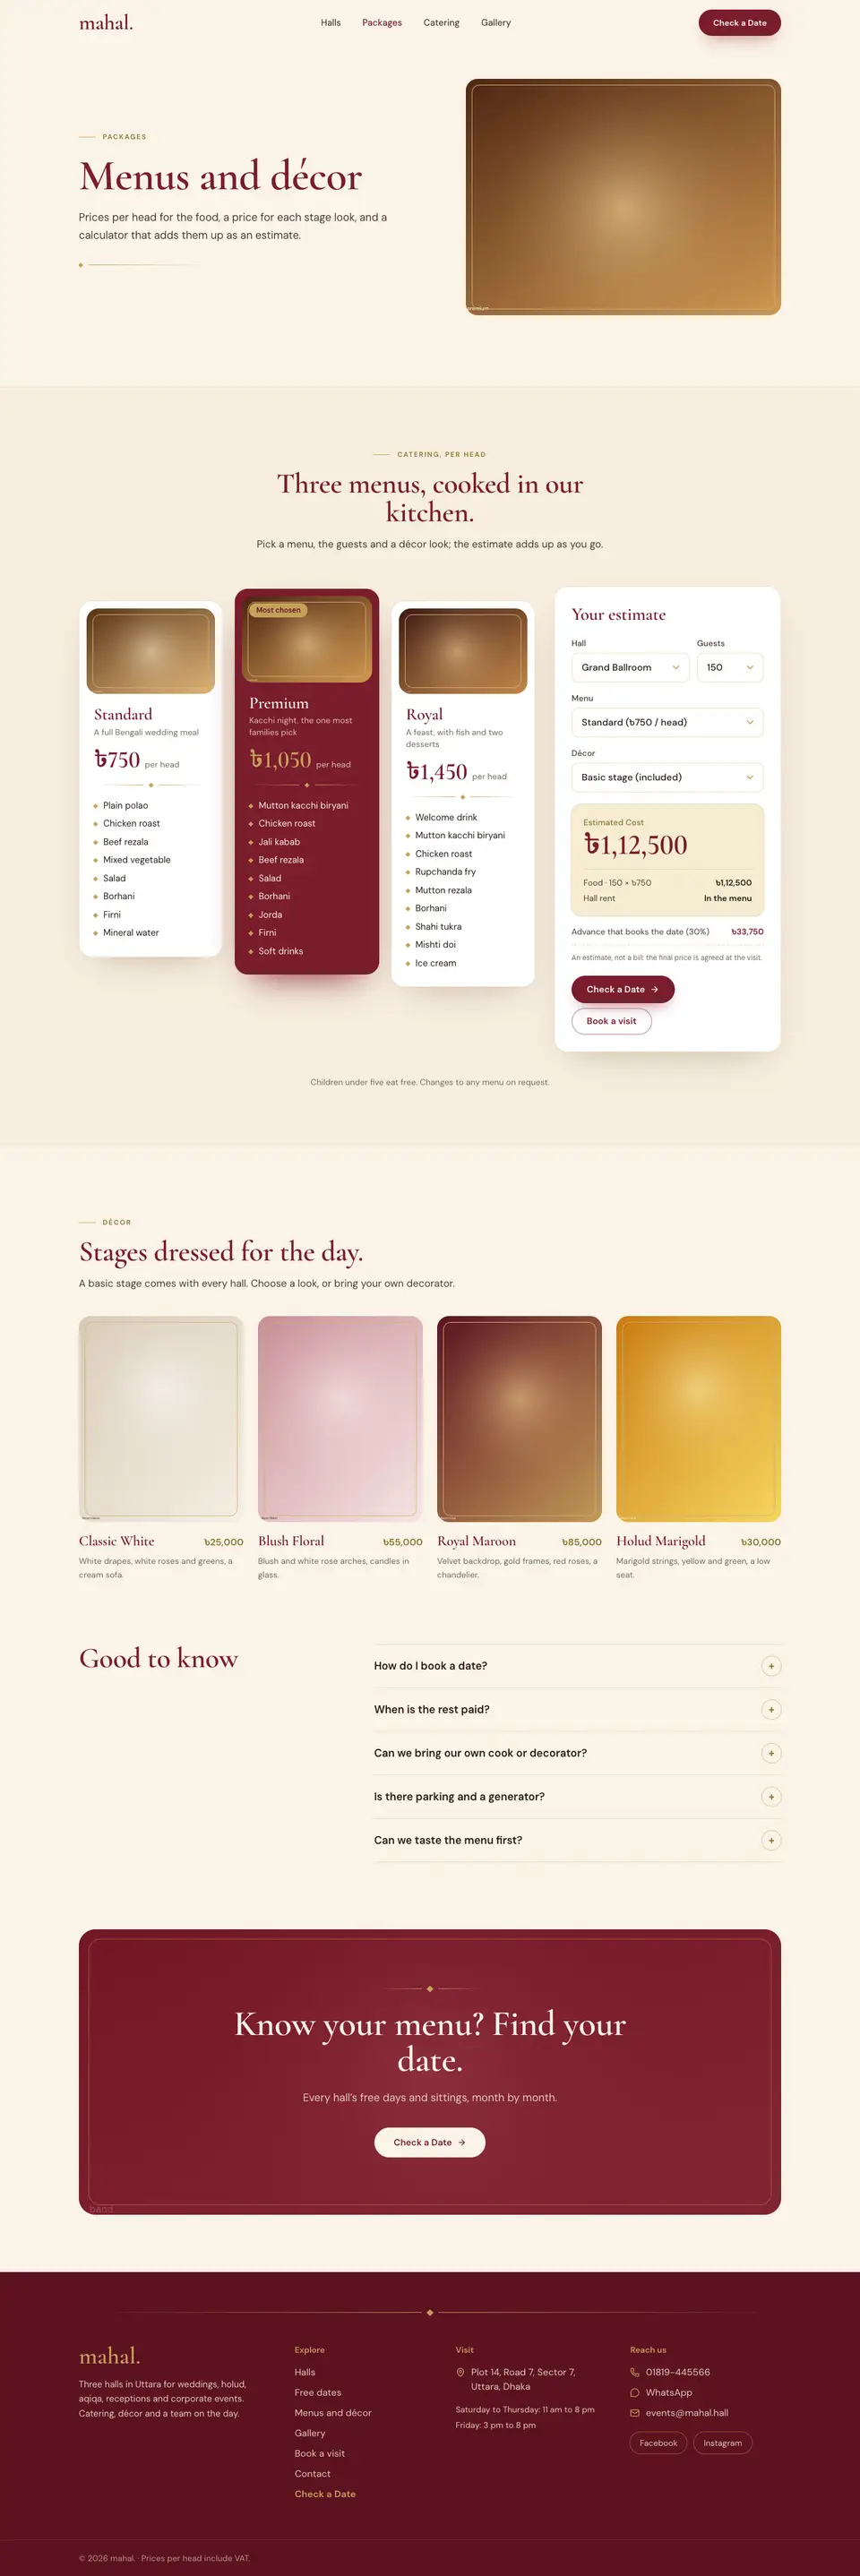 mahal.
Halls
Packages
Catering
Gallery
Check a Date
PACKAGES
Menus and décor
Prices per head for the food, a price for each stage look, and a
calculator that adds them up as an estimate.
CATERING, PER HEAD
Three menus, cooked in our
kitchen.
Pick a menu, the guests and a décor look; the estimate adds up as you go.
Standard
A full Bengali wedding meal
৳750 per head
Plain polao
Chicken roast
Beef rezala
Mixed vegetable
Salad
Borhani
Firni
Mineral water
Most chosen
Premium
Kacchi night, the one most
families pick
৳1,050 per head
Mutton kacchi biryani
Chicken roast
Jali kabab
Beef rezala
Salad
Borhani
Jorda
Firni
Soft drinks
Royal
A feast, with fish and two
desserts
৳1,450 per head
Welcome drink
Mutton kacchi biryani
Chicken roast
Rupchanda fry
Mutton rezala
Borhani
Shahi tukra
Mishti doi
Ice cream
Your estimate
Hall
Guests
Grand Ballroom
150
Menu
Standard (৳750 / head)
Décor
Basic stage (included)
Estimated Cost
৳1,12,500
Food · 150 × ৳750 ৳1,12,500
Hall rent In the menu
Advance that books the date (30%) ৳33,750
An estimate, not a bill: the final price is agreed at the visit.
Check a Date →
Book a visit
Children under five eat free. Changes to any menu on request.
DÉCOR
Stages dressed for the day.
A basic stage comes with every hall. Choose a look, or bring your own decorator.
Classic White ৳25,000
White drapes, white roses and greens, a
cream sofa.
Blush Floral ৳55,000
Blush and white rose arches, candles in
glass.
Royal Maroon ৳85,000
Velvet backdrop, gold frames, red roses, a
chandelier.
Holud Marigold ৳30,000
Marigold strings, yellow and green, a low
seat.
Good to know
How do I book a date?
When is the rest paid?
Can we bring our own cook or decorator?
Is there parking and a generator?
Can we taste the menu first?
Know your menu? Find your
date.
Every hall's free days and sittings, month by month.
Check a Date →
band
mahal.
Three halls in Uttara for weddings, holud,
aqiqa, receptions and corporate events.
Catering, décor and a team on the day.
Explore
Halls
Free dates
Menus and décor
Gallery
Book a visit
Contact
Check a Date
Visit
Plot 14, Road 7, Sector 7,
Uttara, Dhaka
Saturday to Thursday: 11 am to 8 pm
Friday: 3 pm to 8 pm
Reach us
01819-445566
WhatsApp
events@mahal.hall
Facebook
Instagram
© 2026 mahal. · Prices per head include VAT.